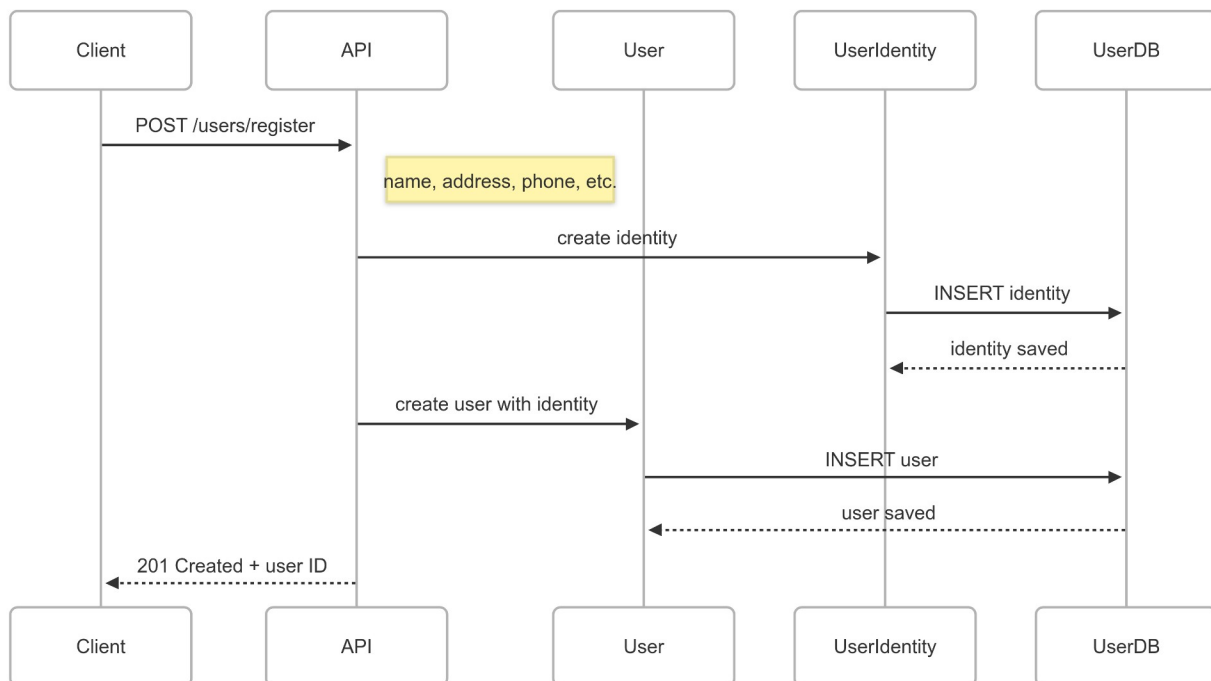 Client
API
User
UserIdentity
UserDB
POST /users/register
name, address, phone, etc.
create identity
INSERT identity
identity saved
create user with identity
INSERT user
user saved
201 Created + user ID
Client
API
User
UserIdentity
UserDB